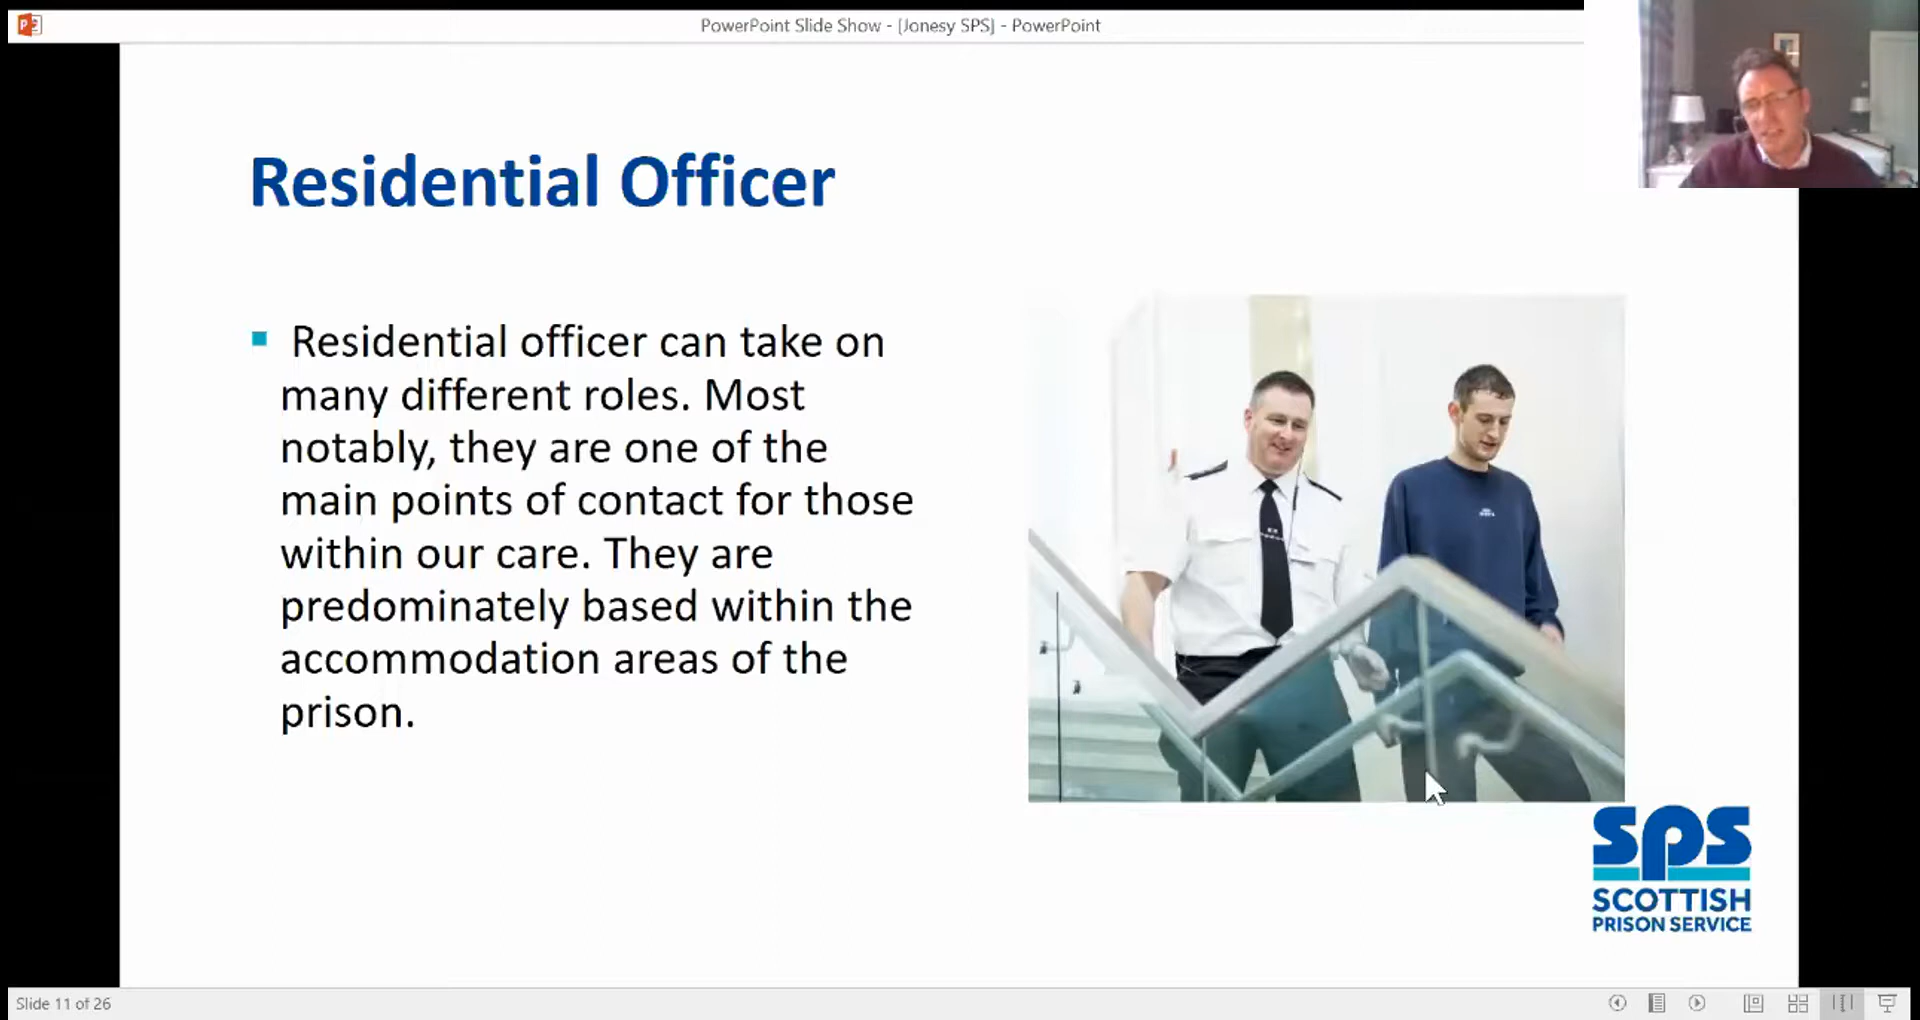 PowerPoint Slide Show - [Jonesy SPS] - PowerPoint
Residential Officer
Residential officer can take on
many different roles. Most
notably, they are one of the
main points of contact for those
within our care. They are
predominately based within the
accommodation areas of the
prison.
sps
SCOTTISH
PRISON SERVICE
Slide 11 of 26